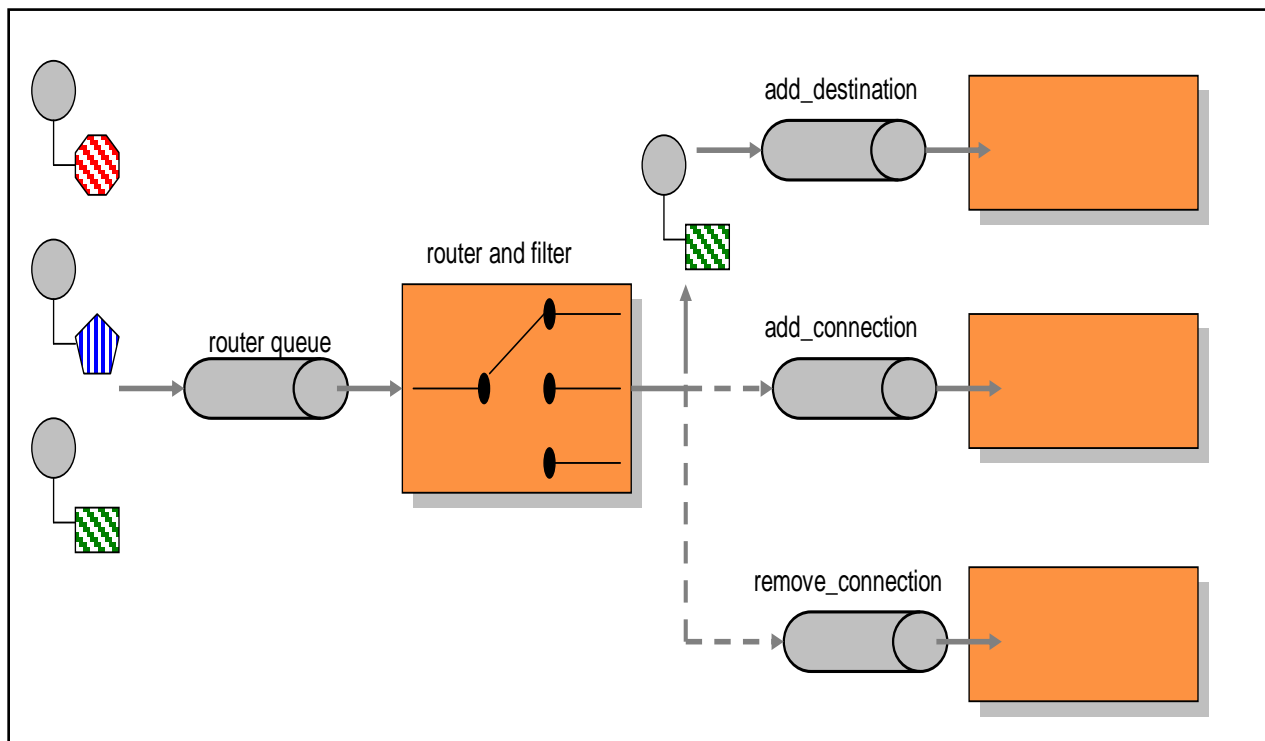 add_destination
router and filter
add_connection
router queue
remove_connection